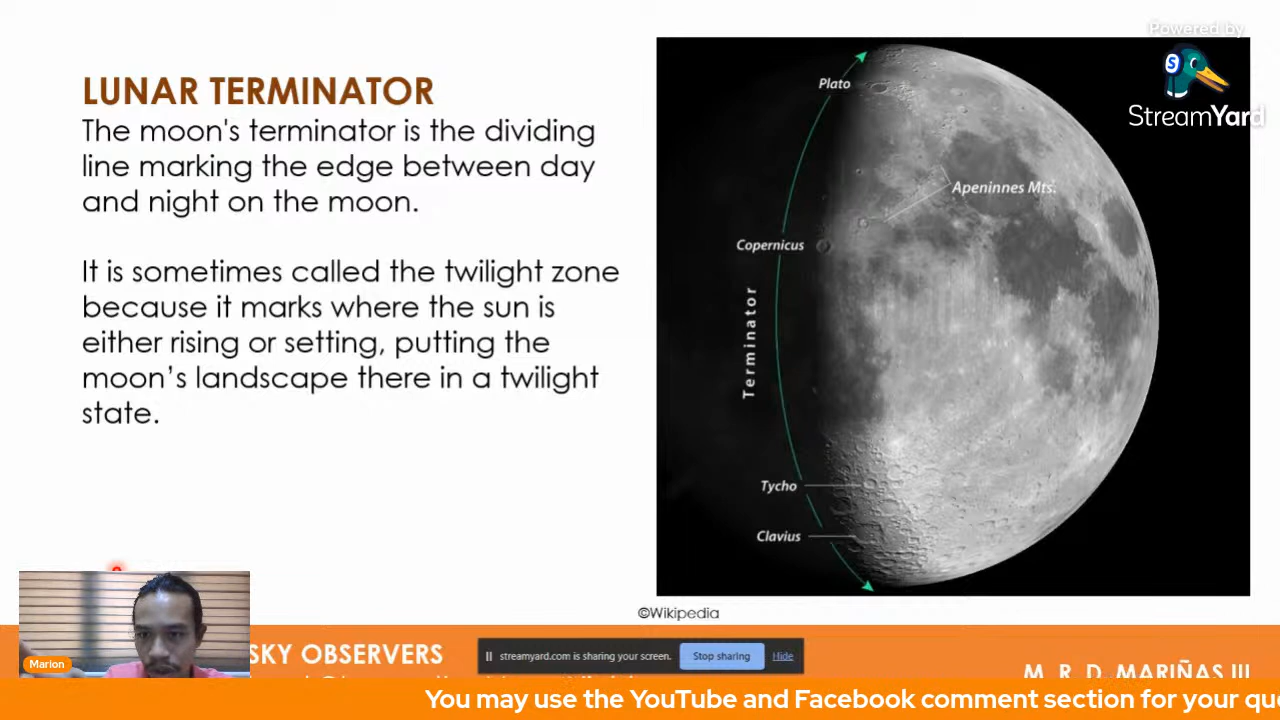 LUNAR TERMINATOR
The moon's terminator is the dividing
line marking the edge between day
and night on the moon.
It is sometimes called the twilight zone
because it marks where the sun is
either rising or setting, putting the
moon’s landscape there in a twilight
state.
Powered by
S
StreamYard
Plato
Apeninnes Mts.
Copernicus
Terminator
Tycho
Clavius
©Wikipedia
Marion
SKY OBSERVERS
streamyard.com is sharing your screen.
Stop sharing
Hide
M. R. D. MARIÑAS III
You may use the YouTube and Facebook comment section for your qu